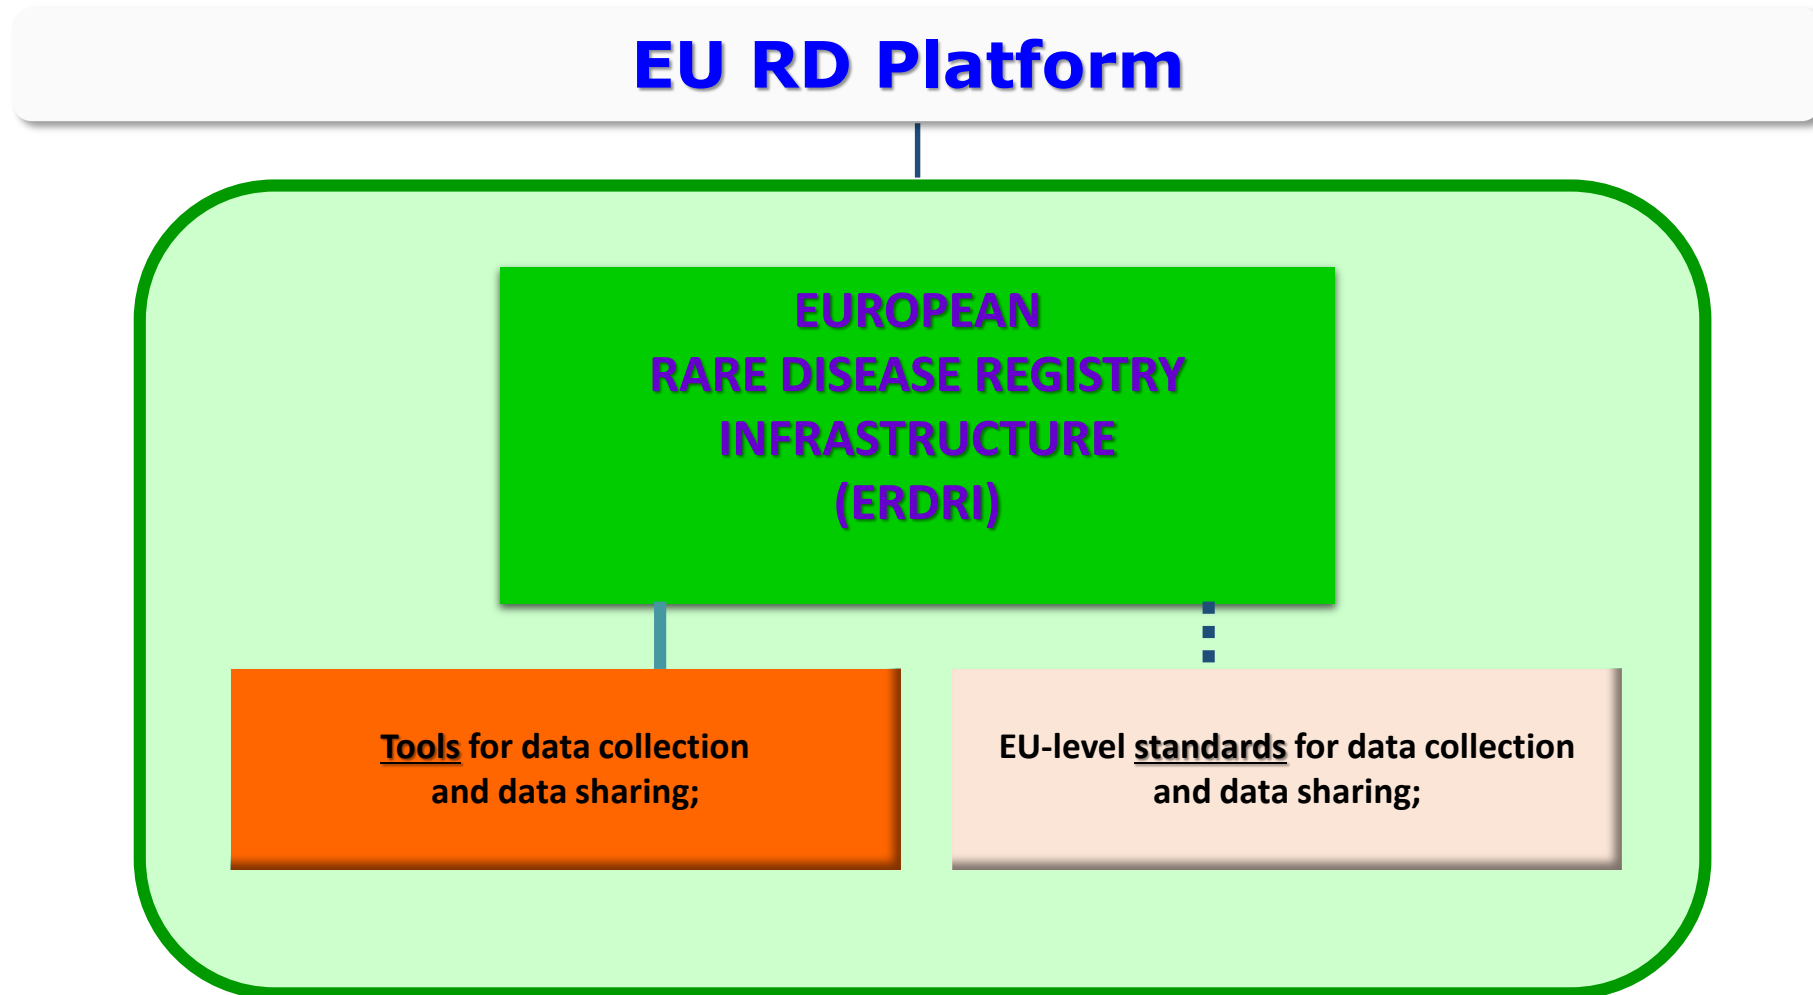 EU RD Platform
EUROPEAN
RARE DISEASE REGISTRY
INFRASTRUCTURE
(ERDRI)
Tools for data collection
and data sharing;
EU-level standards for data collection
and data sharing;